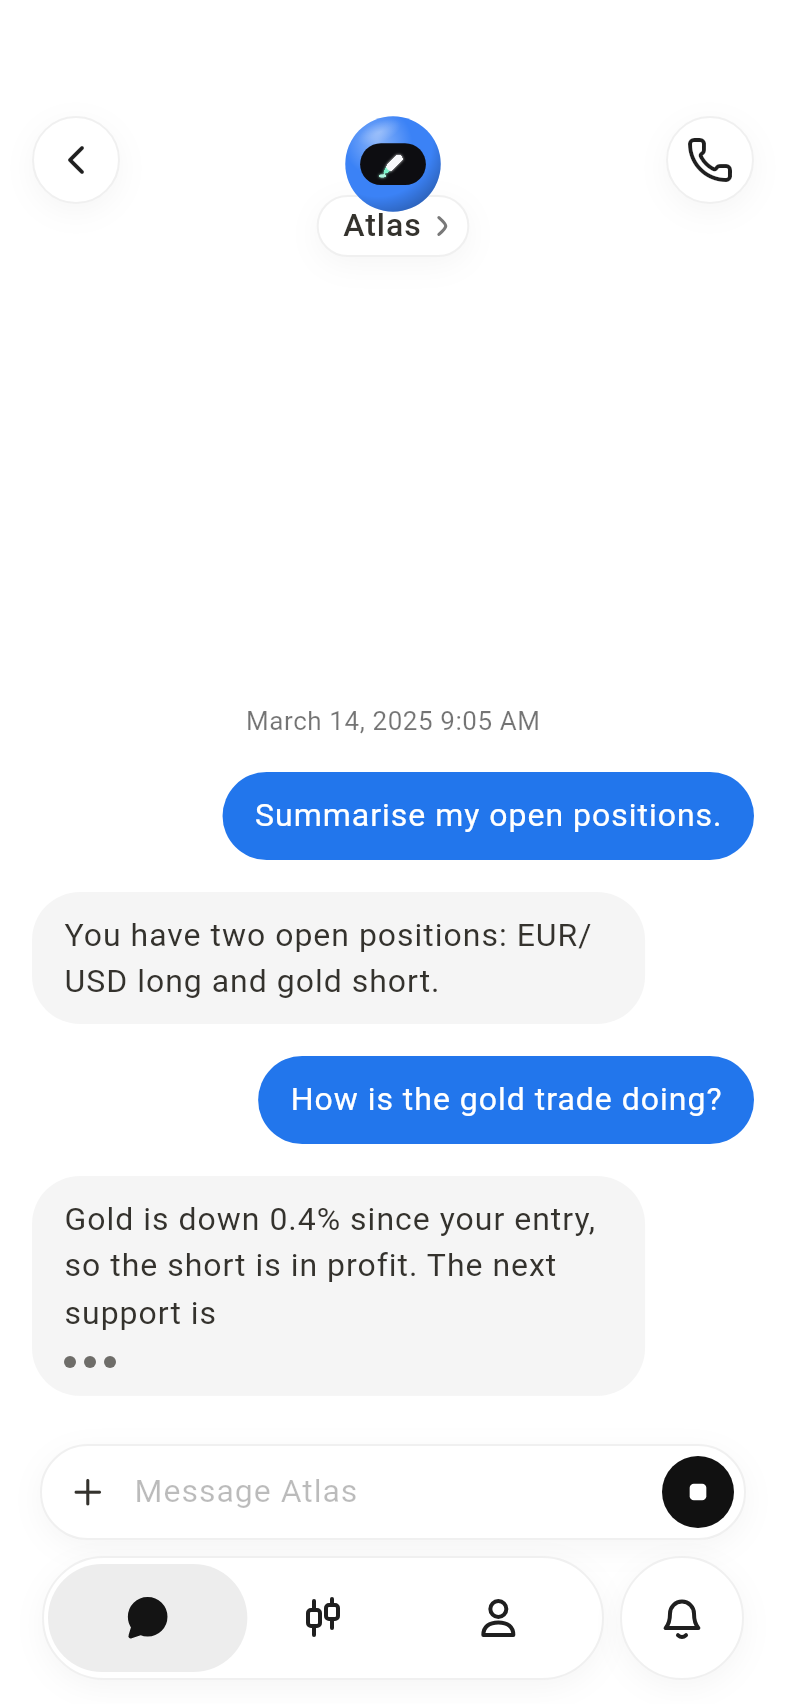 Atlas
March 14, 2025 9:05 AM
Summarise my open positions.
You have two open positions: EUR/
USD long and gold short.
How is the gold trade doing?
Gold is down 0.4% since your entry,
so the short is in profit. The next
support is
Message Atlas